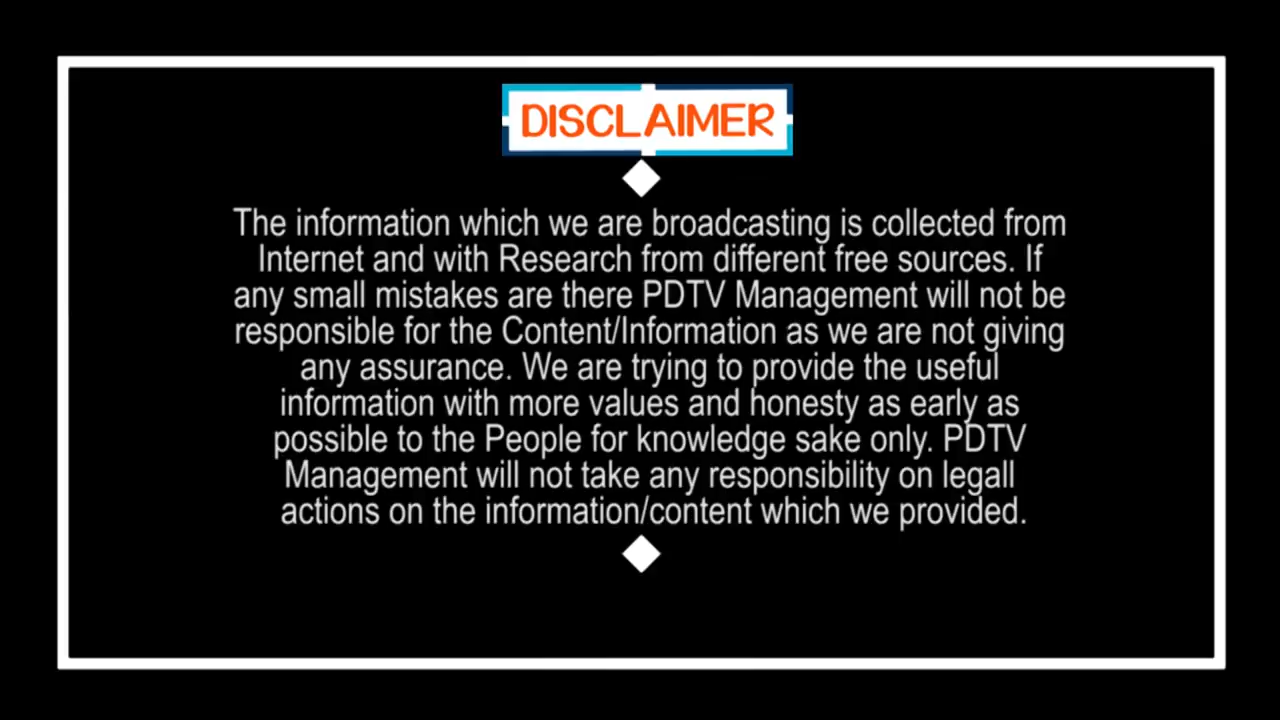 DISCLAIMER
The information which we are broadcasting is collected from
Internet and with Research from different free sources. If
any small mistakes are there PDTV Management will not be
responsible for the Content/Information as we are not giving
any assurance. We are trying to provide the useful
information with more values and honesty as early as
possible to the People for knowledge sake only. PDTV
Management will not take any responsibility on legall
actions on the information/content which we provided.